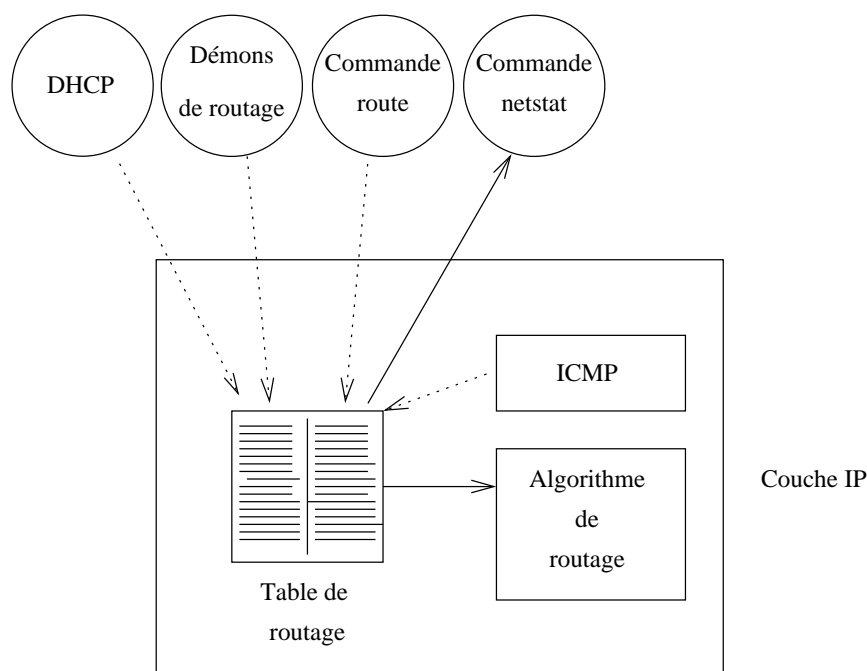 DHCP
Démons
de routage
Commande
route
Commande
netstat
ICMP
Algorithme
de
routage
Couche IP
Table de
routage